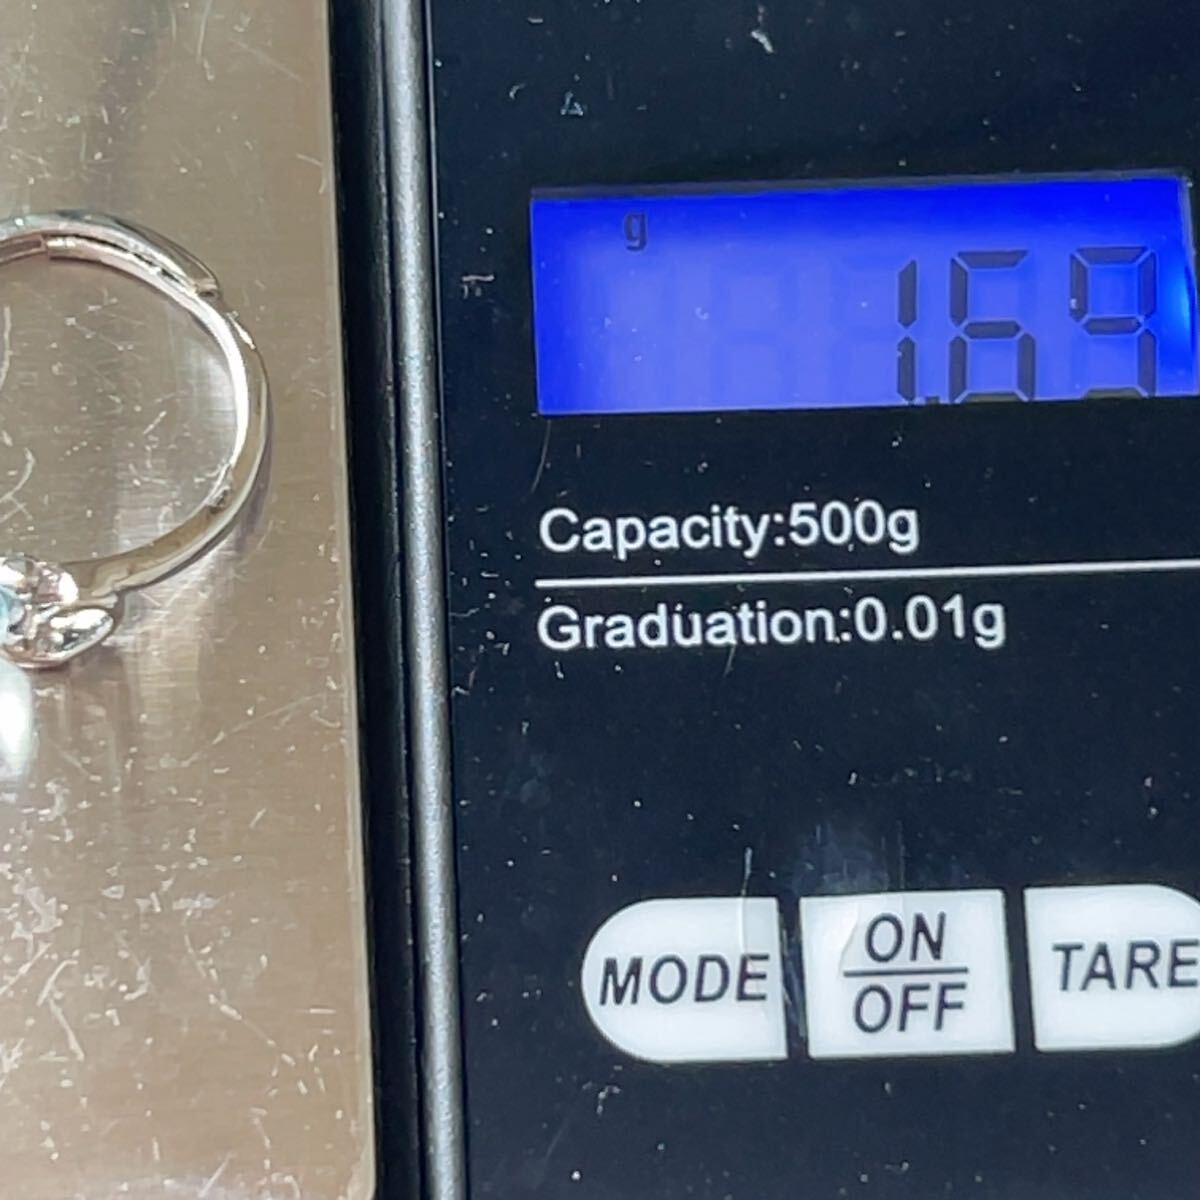 g
1.69
Capacity:500g
Graduation:0.01g
MODE
ON
OFF
TARE